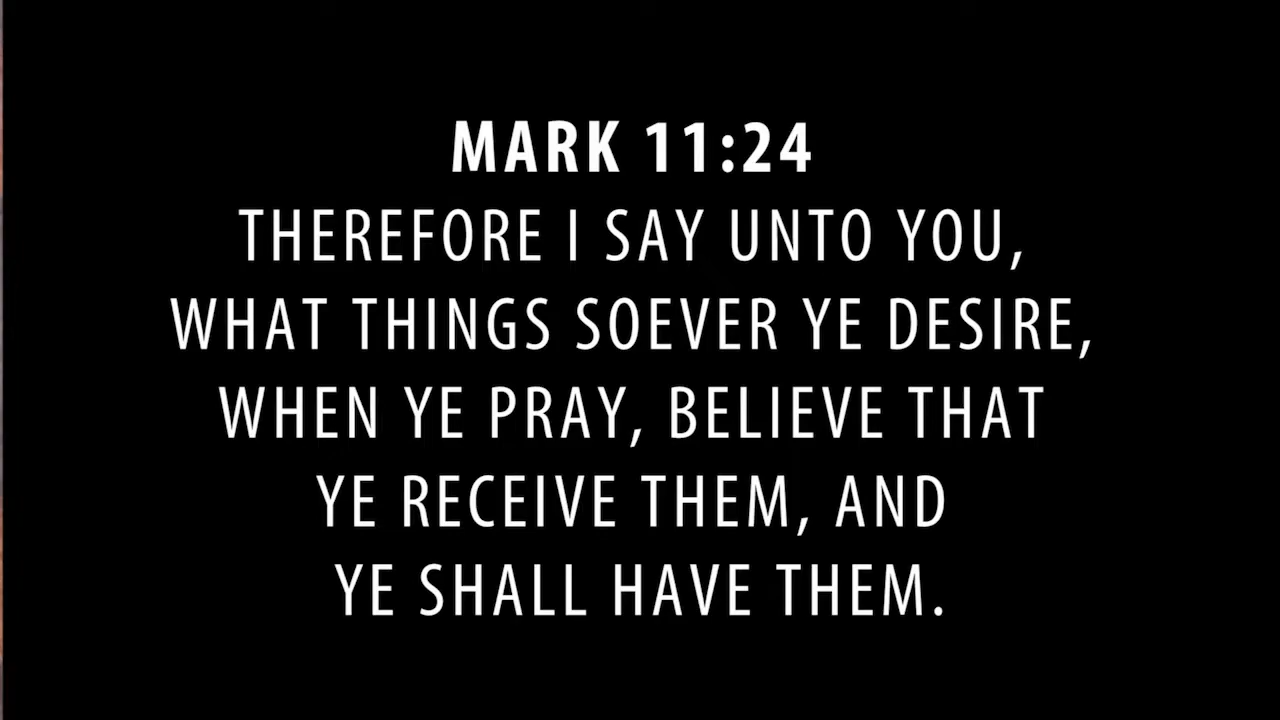 MARK 11:24
THEREFORE I SAY UNTO YOU,
WHAT THINGS SOEVER YE DESIRE,
WHEN YE PRAY, BELIEVE THAT
YE RECEIVE THEM, AND
YE SHALL HAVE THEM.